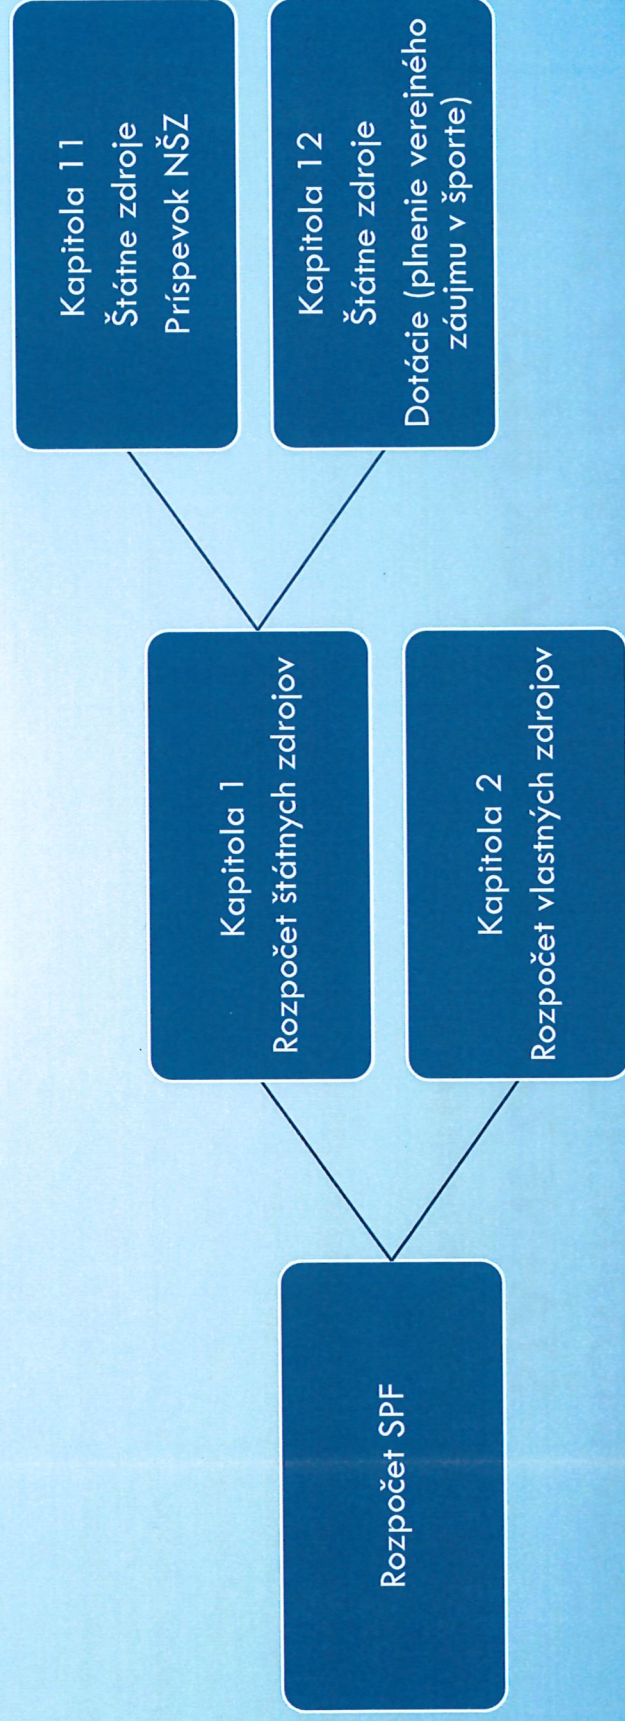 Rozpočet SPF
Kapitola 1
Rozpočet štátnych zdrojov
Kapitola 2
Rozpočet vlastných zdrojov
Kapitola 11
Štátne zdroje
Príspevok NŠZ
Kapitola 12
Štátne zdroje
Dotácie (plnenie verejného
záujmu v športe)